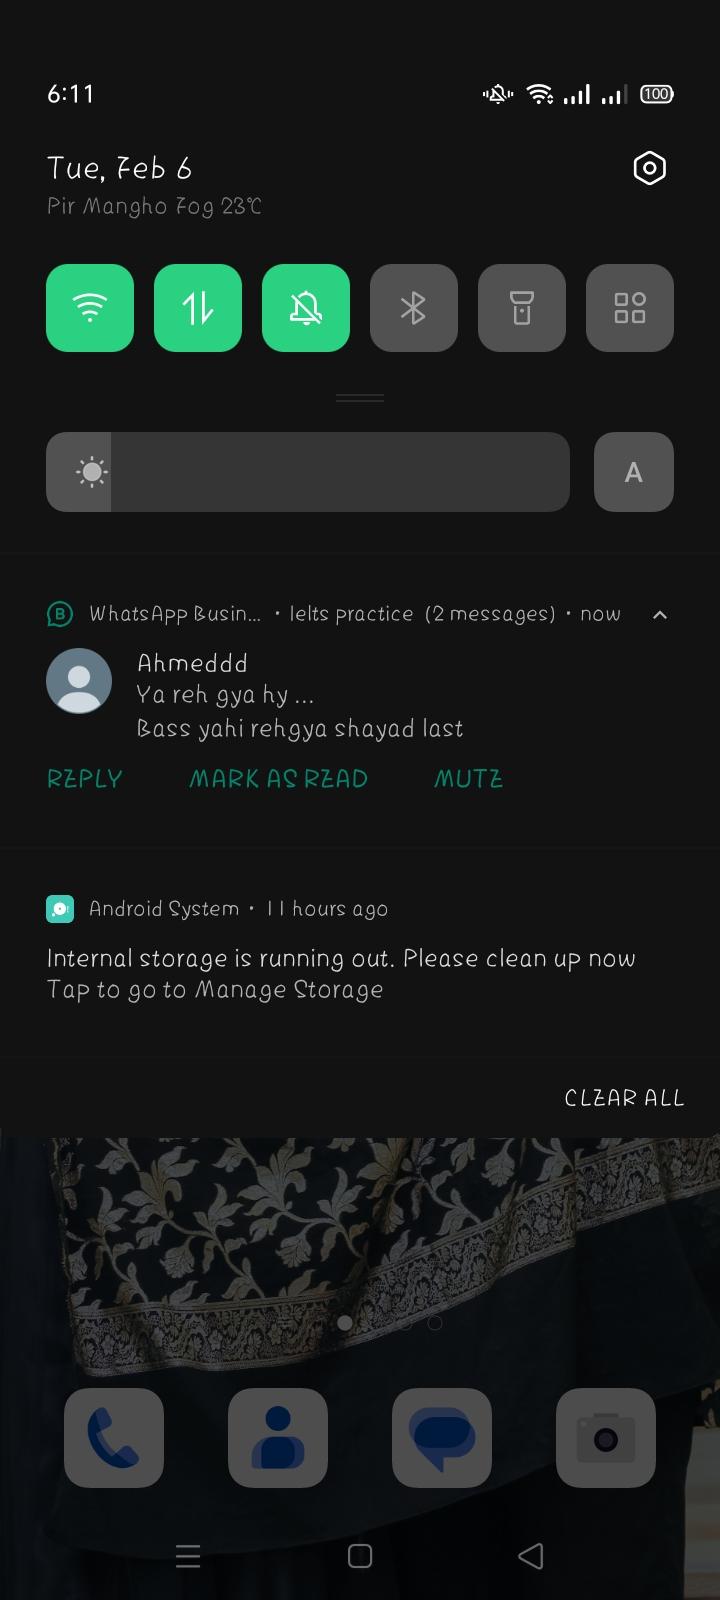 6:11
100
Tue, Feb 6
Pir Mangho Fog 23℃
A
WhatsApp Busin... • Ielts practice (2 messages) • now
Ahmeddd
Ya reh gya hy ...
Bass yahi rehgya shayad last
REPLY MARK AS READ MUTE
Android System • 11 hours ago
Internal storage is running out. Please clean up now
Tap to go to Manage Storage
CLEAR ALL